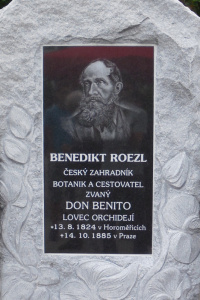 BENEDIKT ROEZL
ČESKÝ ZAHRADNÍK
BOTANIK A CESTOVATEL
ZVANÝ
DON BENITO
LOVEC ORCHIDEJÍ
*13. 8. 1824 v Horoměřicích
+14. 10. 1885 v Praze